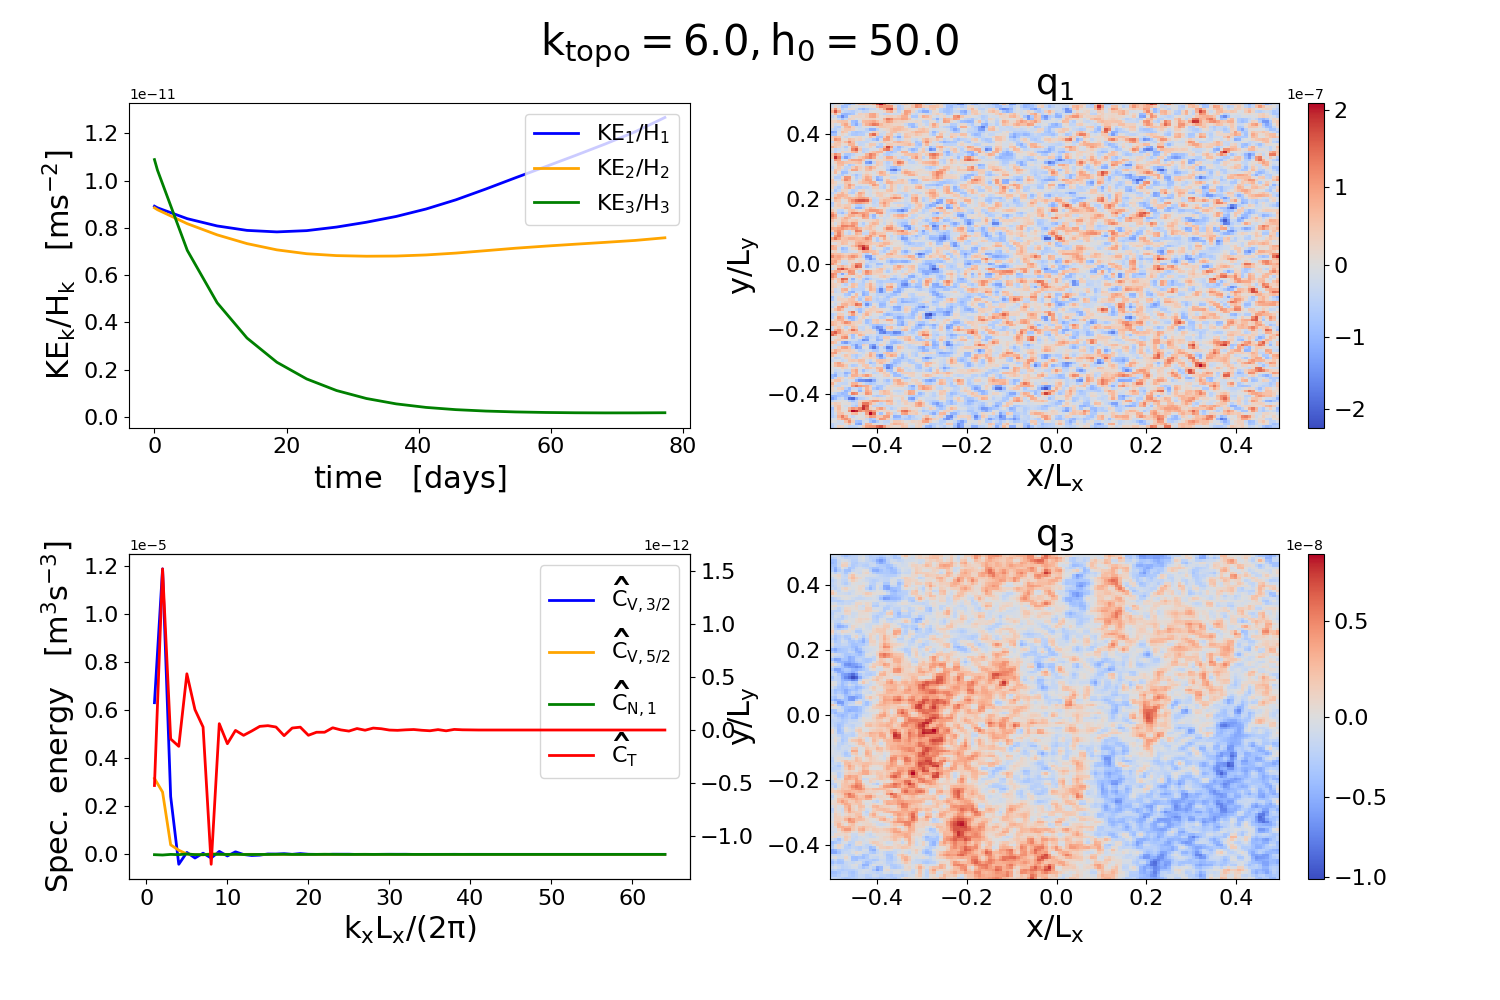 k_topo = 6.0, h_0 = 50.0
1e−11
KE_k/H_k [ms^−2]
1.2
1.0
0.8
0.6
0.4
0.2
0.0
KE_1/H_1
KE_2/H_2
KE_3/H_3
0 20 40 60 80
time [days]
q_1
1e−7
y/L_y
0.4
0.2
0.0
−0.2
−0.4
−0.4 −0.2 0.0 0.2 0.4
x/L_x
2
1
0
−1
−2
1e−5
1e−12
Spec. energy [m^3s^−3]
1.2
1.0
0.8
0.6
0.4
0.2
0.0
Ĉ_V,3/2
Ĉ_V,5/2
Ĉ_N,1
Ĉ_T
1.5
1.0
0.5
0.0
−0.5
−1.0
0 10 20 30 40 50 60
k_xL_x/(2π)
q_3
1e−8
y/L_y
0.4
0.2
0.0
−0.2
−0.4
−0.4 −0.2 0.0 0.2 0.4
x/L_x
0.5
0.0
−0.5
−1.0